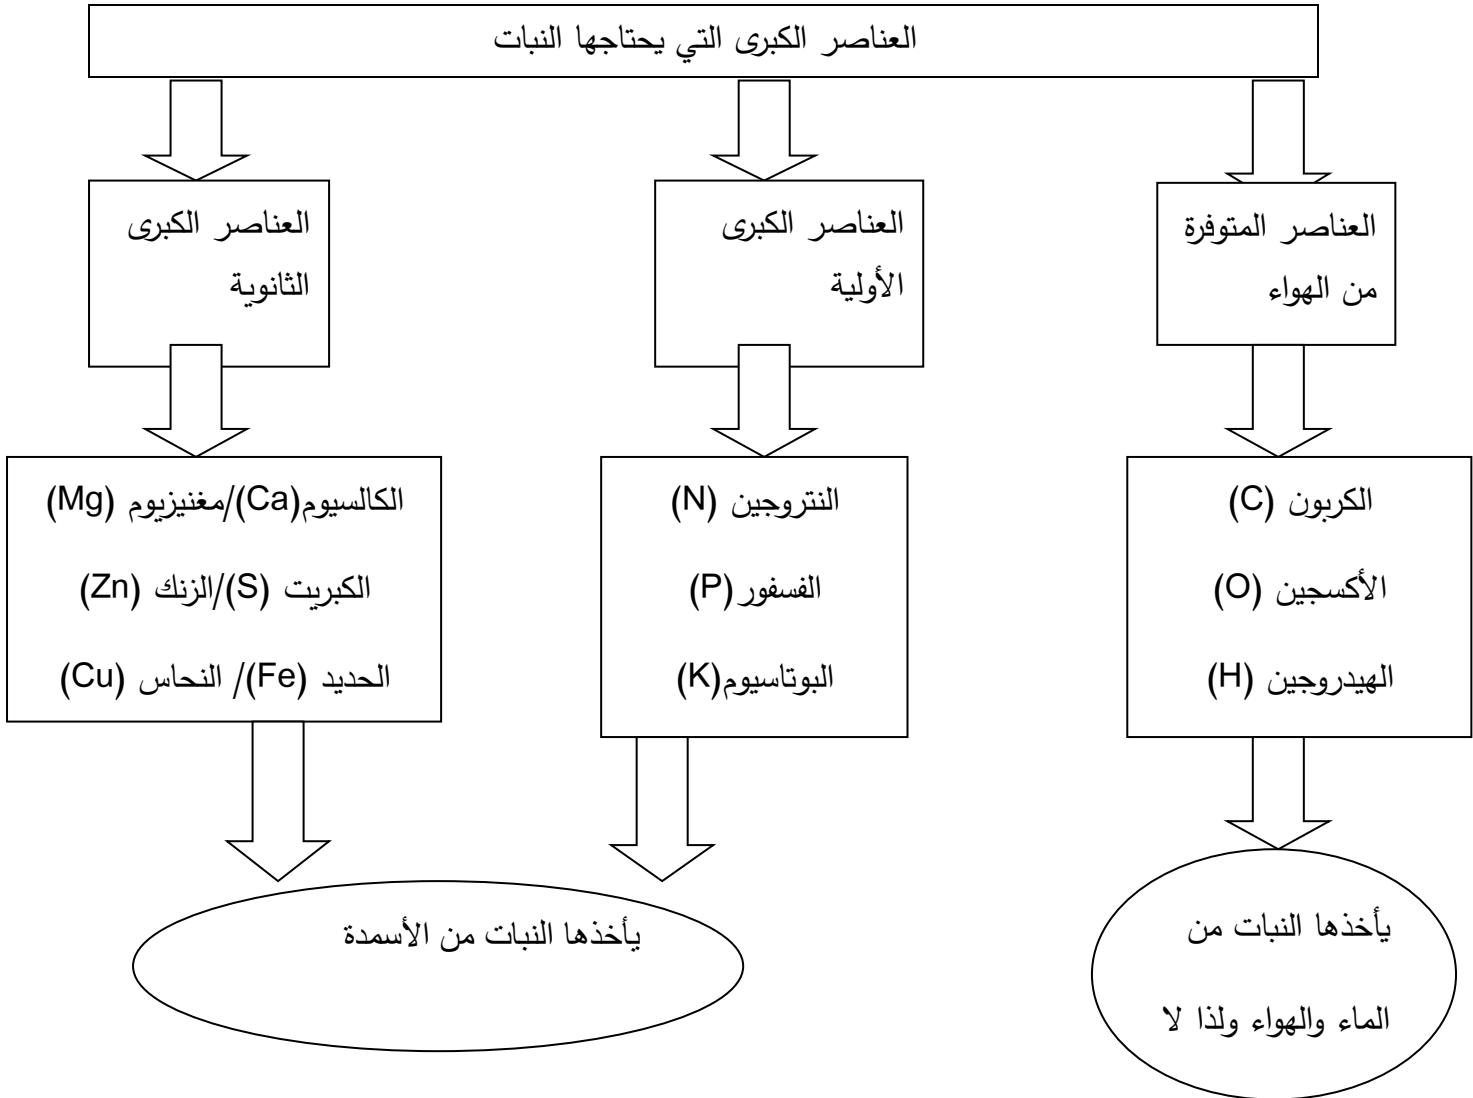 العناصر الكبرى التي يحتاجها النبات
العناصر المتوفرة
من الهواء
العناصر الكبرى
الأولية
العناصر الكبرى
الثانوية
الكربون (C)
الأكسجين (O)
الهيدروجين (H)
النتروجين (N)
الفسفور(P)
البوتاسيوم(K)
الكالسيوم(Ca)/مغنيزيوم (Mg)
الكبريت (S)/الزنك (Zn)
الحديد (Fe)/ النحاس (Cu)
يأخذها النبات من
الماء والهواء ولذا لا
يأخذها النبات من الأسمدة